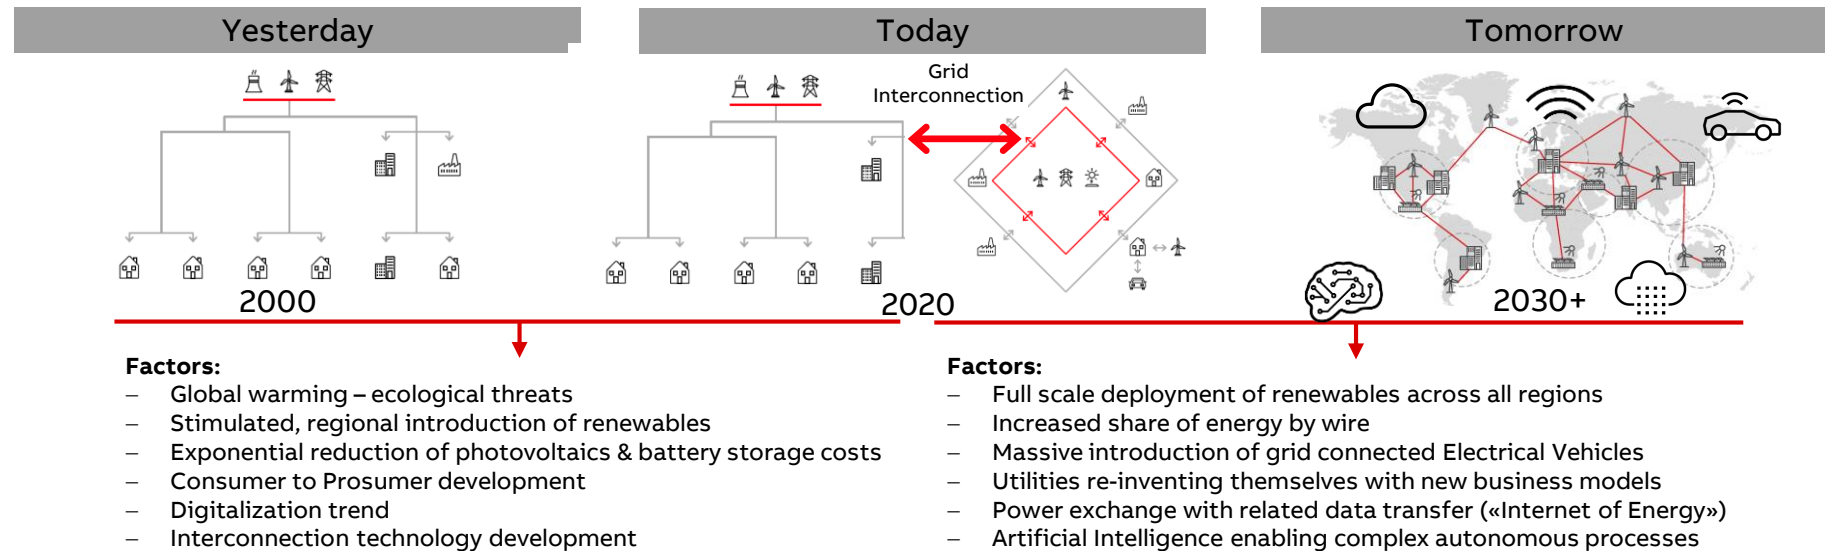 Yesterday
Today
Tomorrow
Grid
Interconnection
2000
2020
2030+
Factors:
– Global warming – ecological threats
– Stimulated, regional introduction of renewables
– Exponential reduction of photovoltaics & battery storage costs
– Consumer to Prosumer development
– Digitalization trend
– Interconnection technology development
Factors:
– Full scale deployment of renewables across all regions
– Increased share of energy by wire
– Massive introduction of grid connected Electrical Vehicles
– Utilities re-inventing themselves with new business models
– Power exchange with related data transfer («Internet of Energy»)
– Artificial Intelligence enabling complex autonomous processes